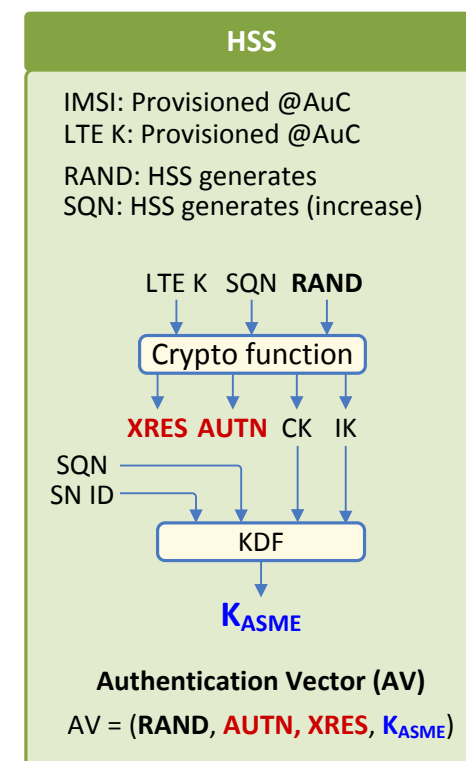 HSS
IMSI: Provisioned @AuC
LTE K: Provisioned @AuC
RAND: HSS generates
SQN: HSS generates (increase)
LTE K SQN RAND
Crypto function
XRES AUTN CK IK
SQN
SN ID
KDF
KASME
Authentication Vector (AV)
AV = (RAND, AUTN, XRES, KASME)